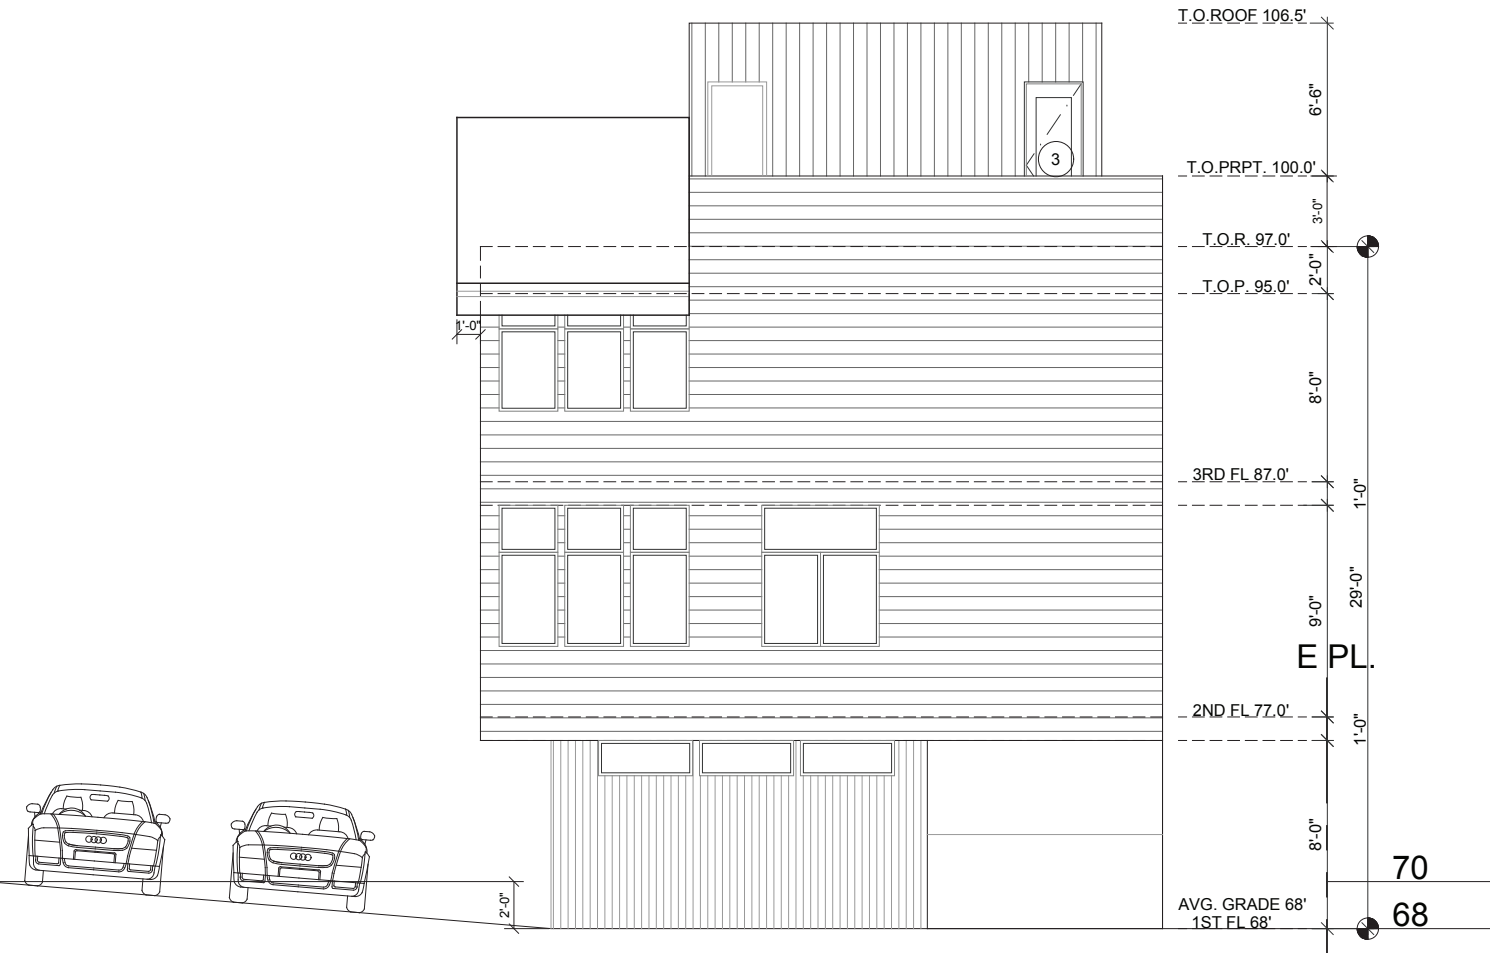 T.O.ROOF 106.5'
6'-6"
3
T.O.PRPT. 100.0'
3'-0"
T.O.R. 97.0'
2'-0"
T.O.P. 95.0'
1'-0"
8'-0"
3RD FL 87.0'
1'-0"
29'-0"
9'-0"
E PL.
2ND FL 77.0'
1'-0"
8'-0"
70
2'-0"
AVG. GRADE 68'
1ST FL 68'
68